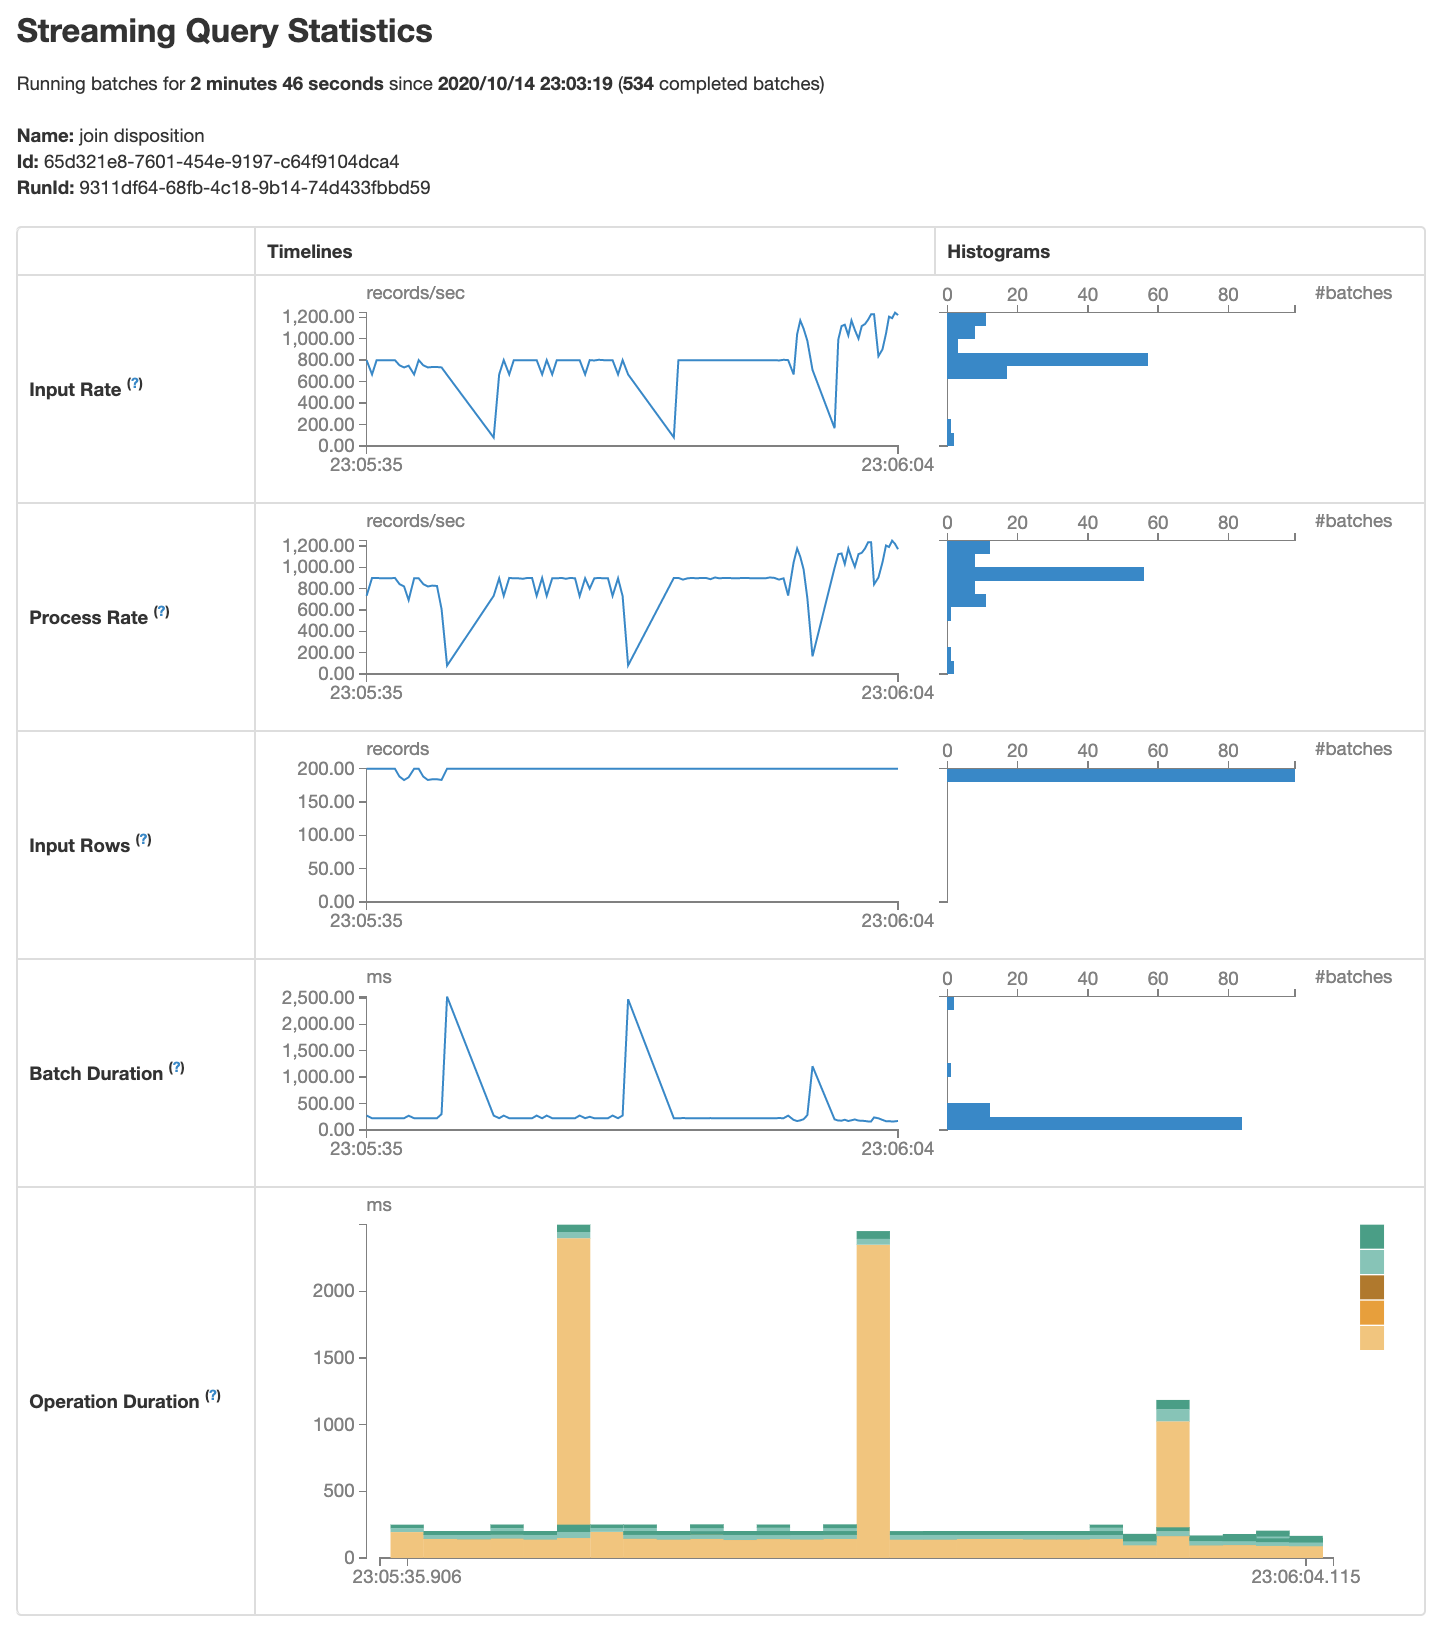 Streaming Query Statistics
Running batches for 2 minutes 46 seconds since 2020/10/14 23:03:19 (534 completed batches)
Name: join disposition
Id: 65d321e8-7601-454e-9197-c64f9104dca4
RunId: 9311df64-68fb-4c18-9b14-74d433fbbd59
Timelines Histograms
Input Rate (?)
records/sec
1,200.00
1,000.00
800.00
600.00
400.00
200.00
0.00
23:05:35 23:06:04
0 20 40 60 80 #batches
Process Rate (?)
records/sec
1,200.00
1,000.00
800.00
600.00
400.00
200.00
0.00
23:05:35 23:06:04
0 20 40 60 80 #batches
Input Rows (?)
records
200.00
150.00
100.00
50.00
0.00
23:05:35 23:06:04
0 20 40 60 80 #batches
Batch Duration (?)
ms
2,500.00
2,000.00
1,500.00
1,000.00
500.00
0.00
23:05:35 23:06:04
0 20 40 60 80 #batches
Operation Duration (?)
ms
2000
1500
1000
500
0
23:05:35.906 23:06:04.115